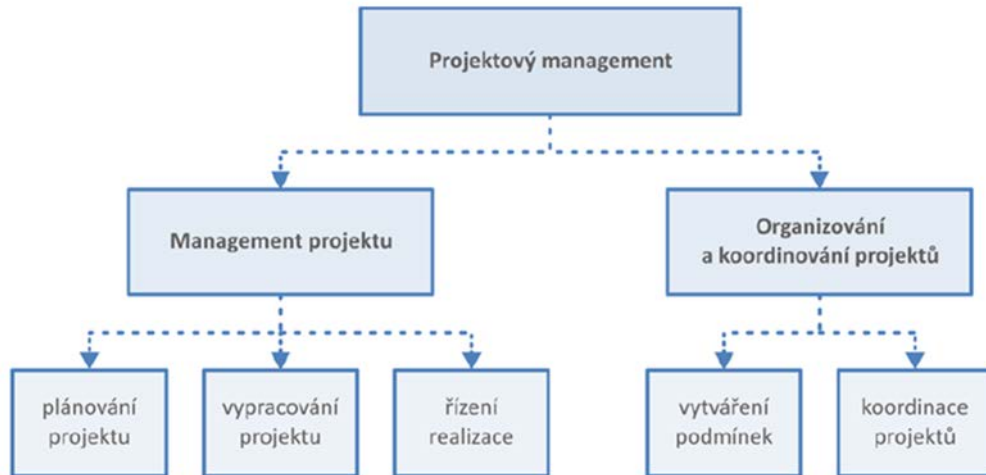 Projektový management
Management projektu
Organizování
a koordinování projektů
plánování
projektu
vypracování
projektu
řízení
realizace
vytváření
podmínek
koordinace
projektů